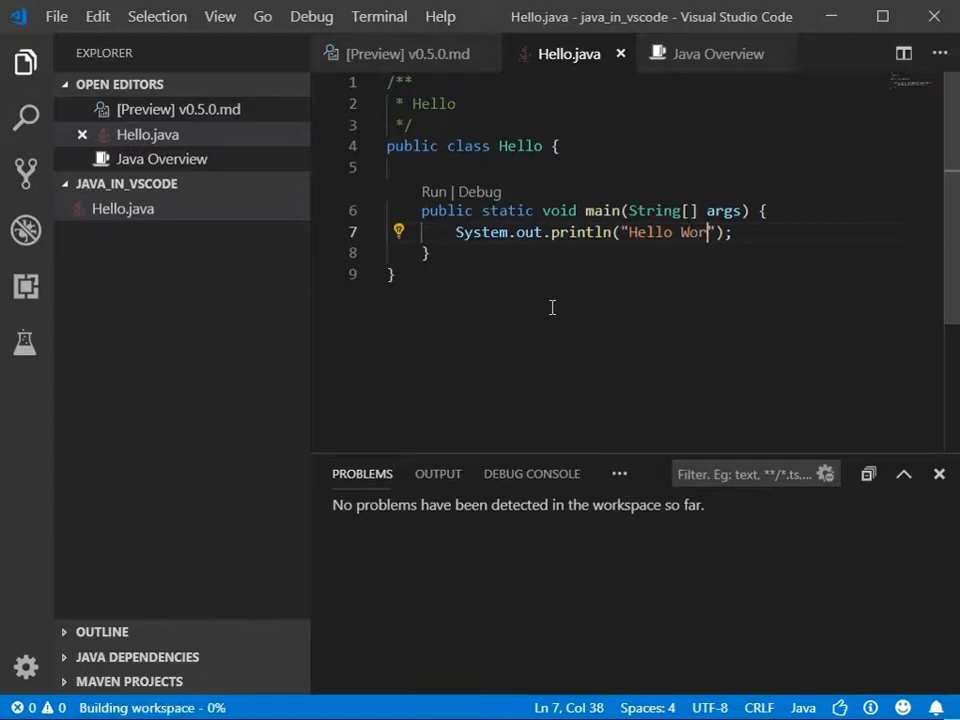 File Edit Selection View Go Debug Terminal Help Hello.java - java_in_vscode - Visual Studio Code
EXPLORER
OPEN EDITORS
[Preview] v0.5.0.md
Hello.java
Java Overview
JAVA_IN_VSCODE
Hello.java
OUTLINE
JAVA DEPENDENCIES
MAVEN PROJECTS
[Preview] v0.5.0.md Hello.java Java Overview
1 /**
2 * Hello
3 */
4 public class Hello {
5
Run | Debug
6 public static void main(String[] args) {
7 System.out.println("Hello Wor");
8 }
9 }
PROBLEMS OUTPUT DEBUG CONSOLE ••• Filter. Eg: text, **/*.ts,...
No problems have been detected in the workspace so far.
0 0 Building workspace - 0% Ln 7, Col 38 Spaces: 4 UTF-8 CRLF Java